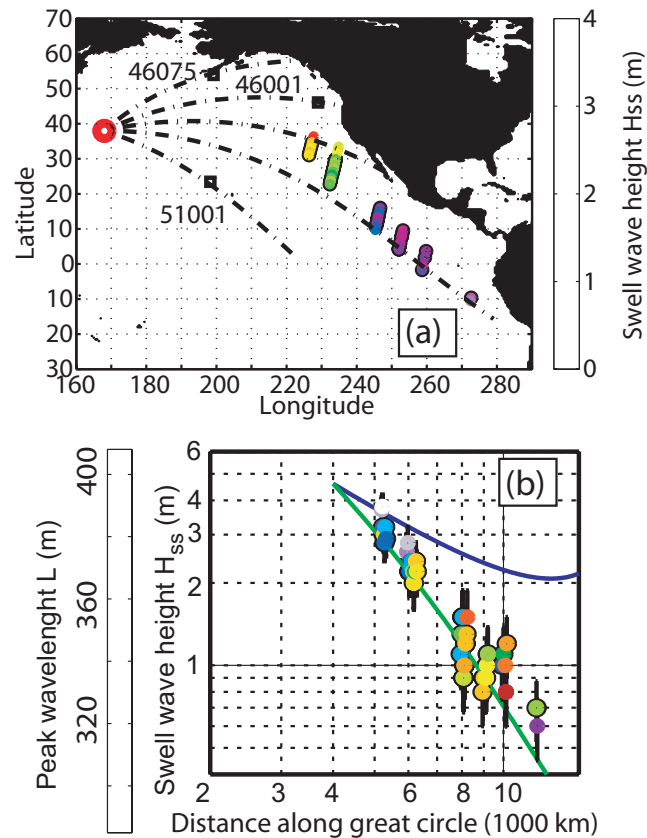 70
60
50
40
30
20
10
0
10
20
30
Latitude
46075
46001
51001
(a)
160 180 200 220 240 260 280
Longitude
4
3
2
1
0
Swell wave height Hss (m)
400
360
320
Peak wavelenght L (m)
6
4
3
2
1
Swell wave height Hss (m)
(b)
2 3 4 6 8 10
Distance along great circle (1000 km)